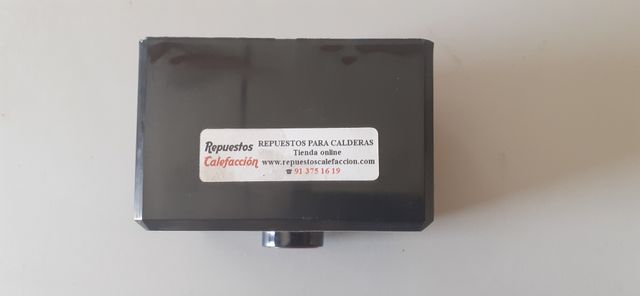 Repuestos
Calefacción
REPUESTOS PARA CALDERAS
Tienda online
www.repuestoscalefaccion.com
☎ 91 375 16 19